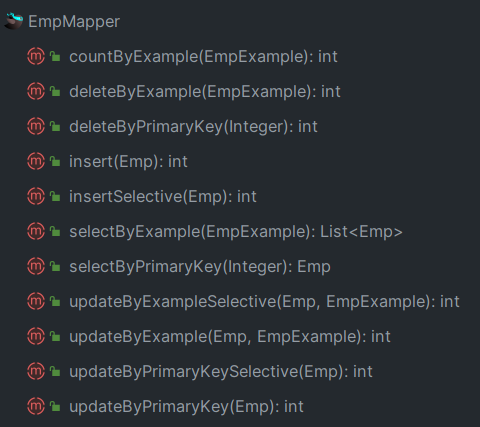 EmpMapper
countByExample(EmpExample): int
deleteByExample(EmpExample): int
deleteByPrimaryKey(Integer): int
insert(Emp): int
insertSelective(Emp): int
selectByExample(EmpExample): List<Emp>
selectByPrimaryKey(Integer): Emp
updateByExampleSelective(Emp, EmpExample): int
updateByExample(Emp, EmpExample): int
updateByPrimaryKeySelective(Emp): int
updateByPrimaryKey(Emp): int